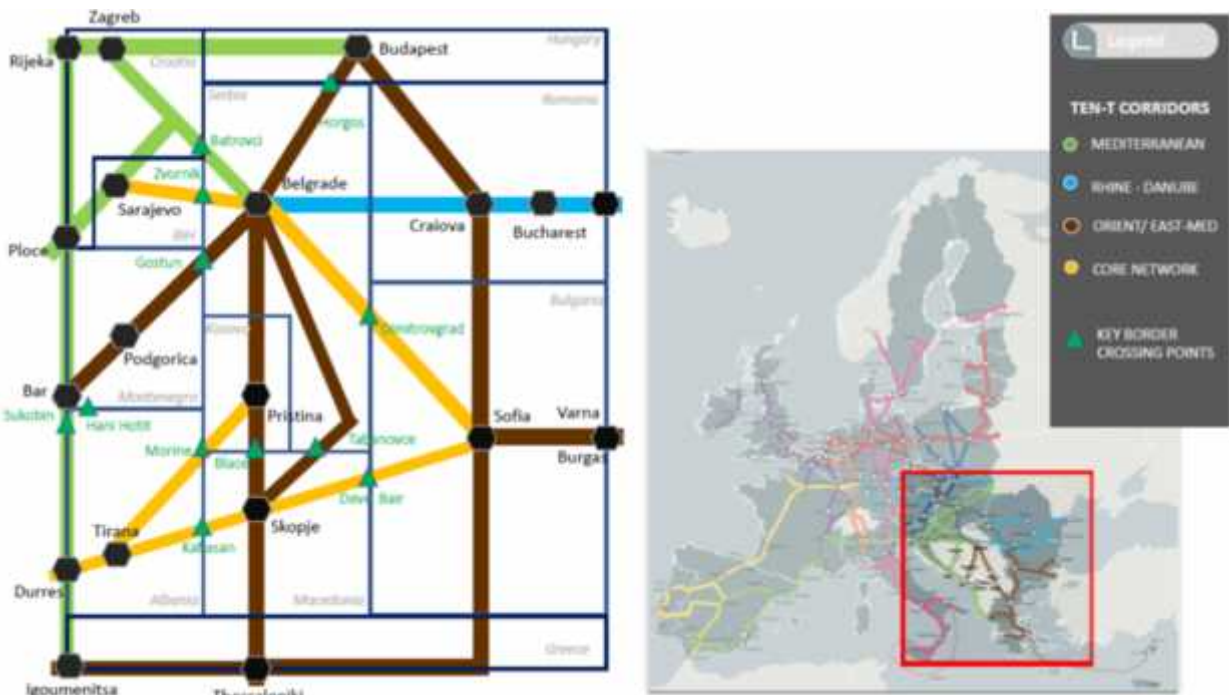 Zagreb
Rijeka
Budapest
Hungary
Croatia
Serbia
Romania
Horgos
Batrovci
Zvornik
Belgrade
Sarajevo
Craiova
Bucharest
BiH
Ploce
Gostun
Bulgaria
Kosovo
Dimitrovgrad
Podgorica
Bar
Montenegro
Sukobin
Hani Hotit
Pristina
Sofia
Varna
Morine
Blace
Tabanovce
Burgas
Deve Bair
Tirana
Skopje
Kafasan
Durres
Albania
Macedonia
Greece
Igoumenitsa
Thessaloniki
Legend
TEN-T CORRIDORS
MEDITERRANEAN
RHINE - DANUBE
ORIENT/ EAST-MED
CORE NETWORK
KEY BORDER
CROSSING POINTS